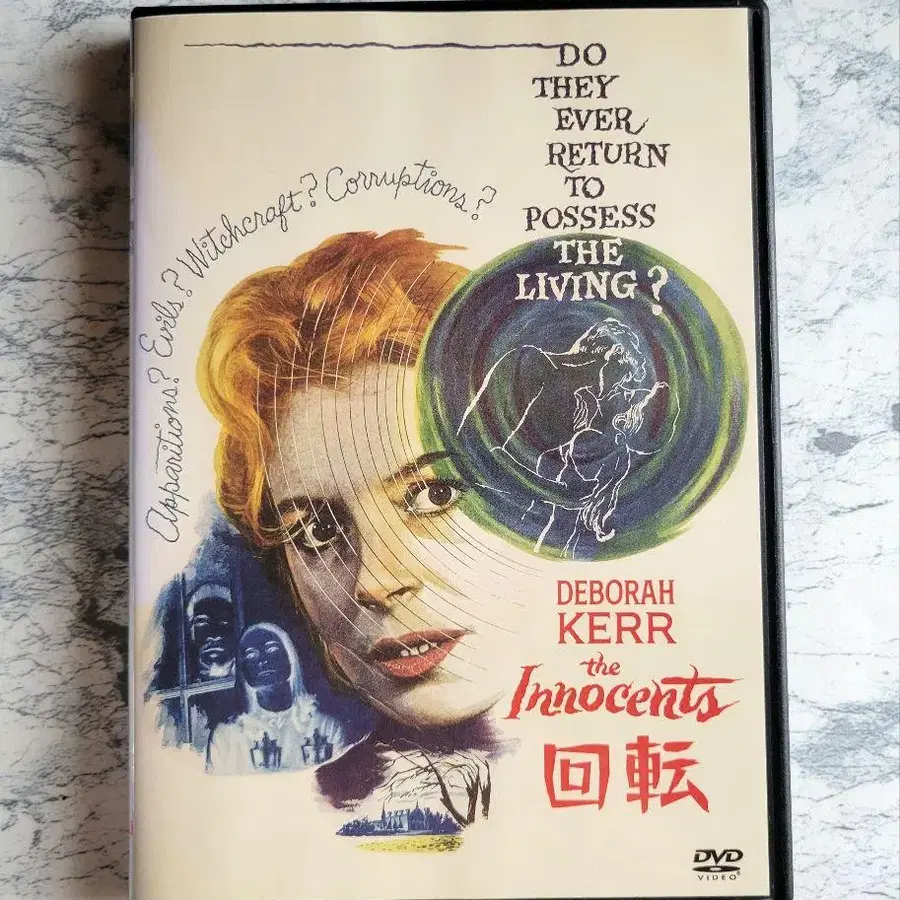 DO
THEY
EVER
RETURN
TO
POSSESS
THE
LIVING?
Apparitions? Evils? Witchcraft? Corruptions?
DEBORAH
KERR
the
Innocents
回転
DVD
VIDEO